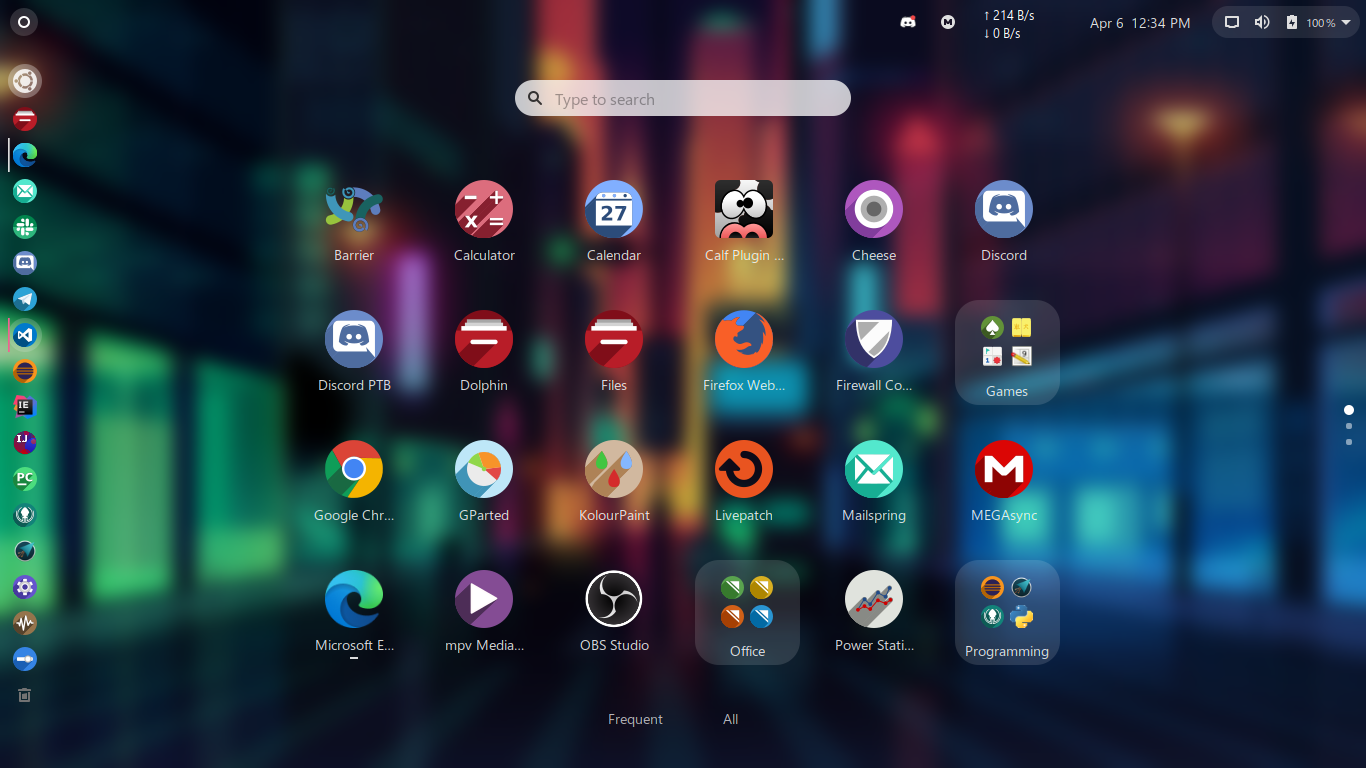 ↑ 214 B/s
↓ 0 B/s
Apr 6 12:34 PM
100 %
Type to search
27
Barrier
Calculator
Calendar
Calf Plugin ...
Cheese
Discord
Discord PTB
Dolphin
Files
Firefox Web...
Firewall Co...
Games
Google Chr...
GParted
KolourPaint
Livepatch
Mailspring
MEGAsync
Microsoft E...
mpv Media...
OBS Studio
Office
Power Stati...
Programming
IE
IJ
PC
Frequent
All